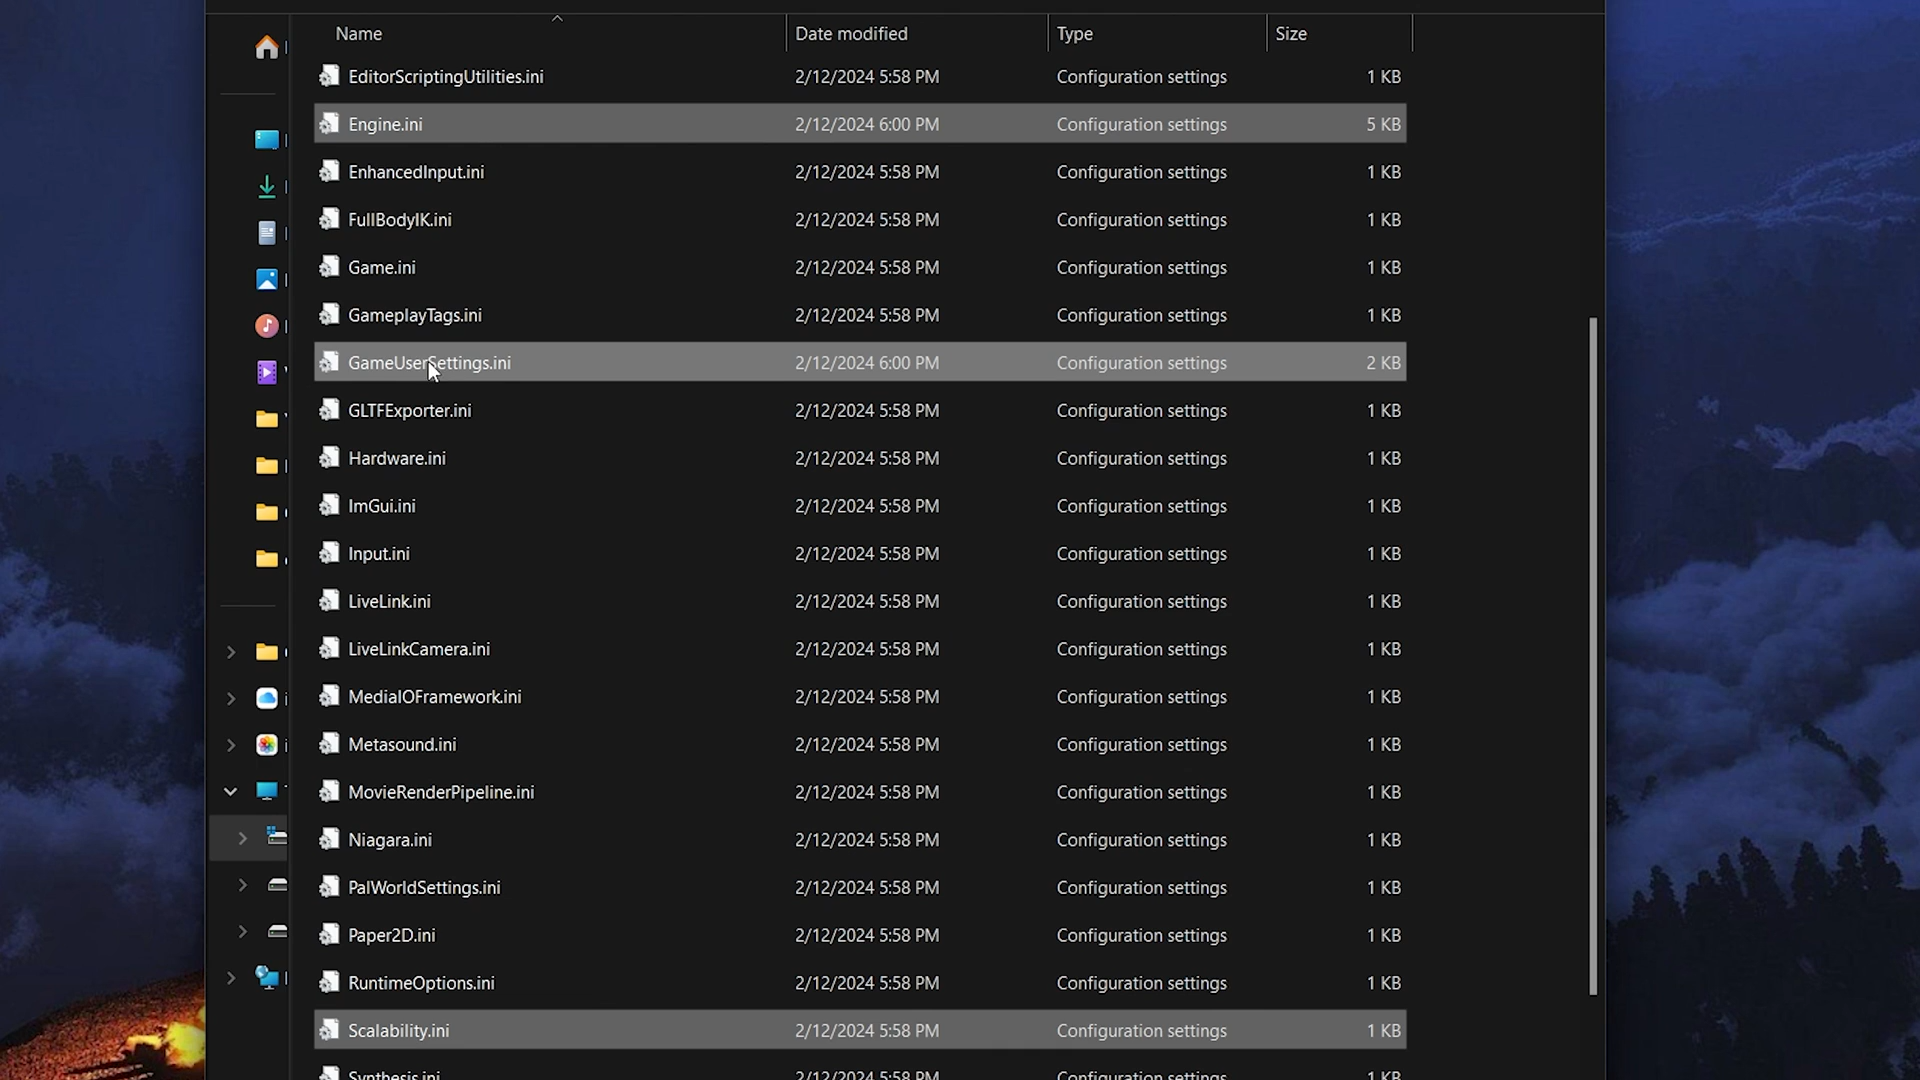 Name Date modified Type Size
EditorScriptingUtilities.ini 2/12/2024 5:58 PM Configuration settings 1 KB
Engine.ini 2/12/2024 6:00 PM Configuration settings 5 KB
EnhancedInput.ini 2/12/2024 5:58 PM Configuration settings 1 KB
FullBodyIK.ini 2/12/2024 5:58 PM Configuration settings 1 KB
Game.ini 2/12/2024 5:58 PM Configuration settings 1 KB
GameplayTags.ini 2/12/2024 5:58 PM Configuration settings 1 KB
GameUserSettings.ini 2/12/2024 6:00 PM Configuration settings 2 KB
GLTFExporter.ini 2/12/2024 5:58 PM Configuration settings 1 KB
Hardware.ini 2/12/2024 5:58 PM Configuration settings 1 KB
ImGui.ini 2/12/2024 5:58 PM Configuration settings 1 KB
Input.ini 2/12/2024 5:58 PM Configuration settings 1 KB
LiveLink.ini 2/12/2024 5:58 PM Configuration settings 1 KB
LiveLinkCamera.ini 2/12/2024 5:58 PM Configuration settings 1 KB
MediaIOFramework.ini 2/12/2024 5:58 PM Configuration settings 1 KB
Metasound.ini 2/12/2024 5:58 PM Configuration settings 1 KB
MovieRenderPipeline.ini 2/12/2024 5:58 PM Configuration settings 1 KB
Niagara.ini 2/12/2024 5:58 PM Configuration settings 1 KB
PalWorldSettings.ini 2/12/2024 5:58 PM Configuration settings 1 KB
Paper2D.ini 2/12/2024 5:58 PM Configuration settings 1 KB
RuntimeOptions.ini 2/12/2024 5:58 PM Configuration settings 1 KB
Scalability.ini 2/12/2024 5:58 PM Configuration settings 1 KB
Synthesis.ini 2/12/2024 5:58 PM Configuration settings 1 KB